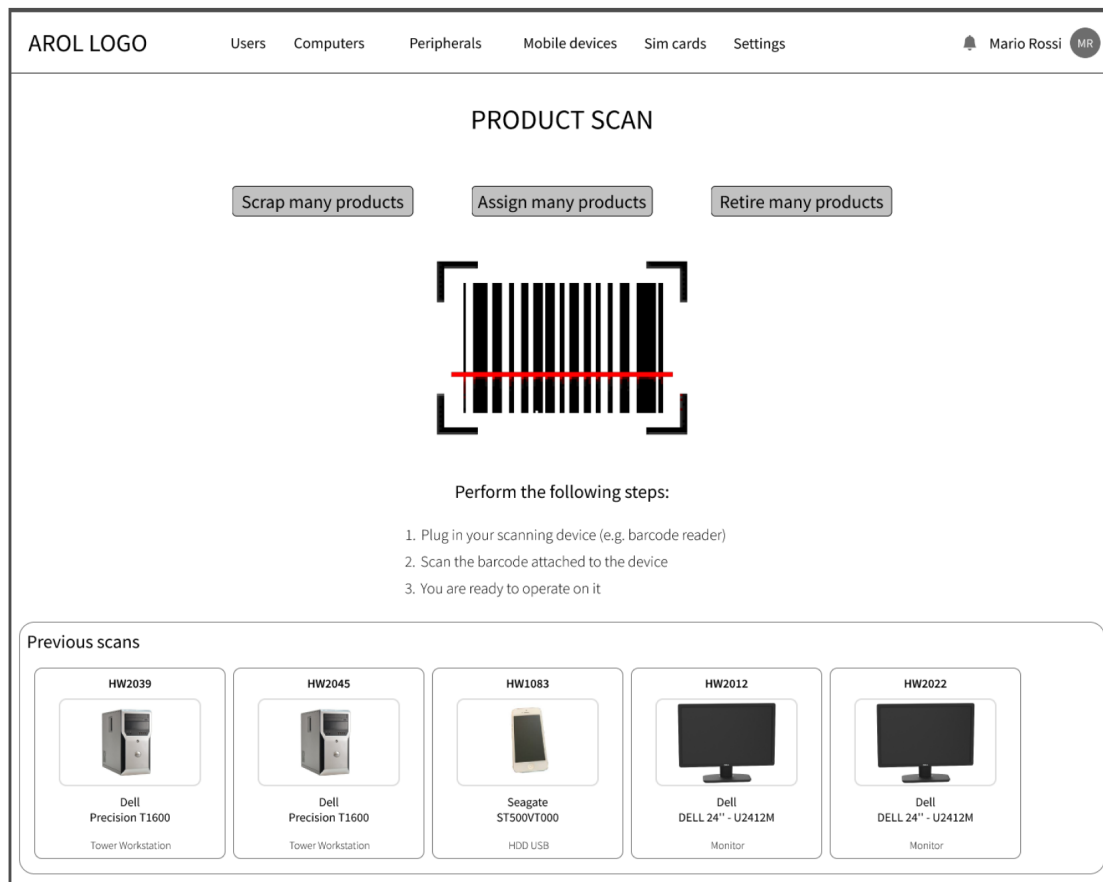 AROL LOGO Users Computers Peripherals Mobile devices Sim cards Settings Mario Rossi MR
PRODUCT SCAN
Scrap many products Assign many products Retire many products
Perform the following steps:
1. Plug in your scanning device (e.g. barcode reader)
2. Scan the barcode attached to the device
3. You are ready to operate on it
Previous scans
HW2039 HW2045 HW1083 HW2012 HW2022
Dell Dell Seagate Dell Dell
Precision T1600 Precision T1600 ST500VT000 DELL 24'' - U2412M DELL 24'' - U2412M
Tower Workstation Tower Workstation HDD USB Monitor Monitor